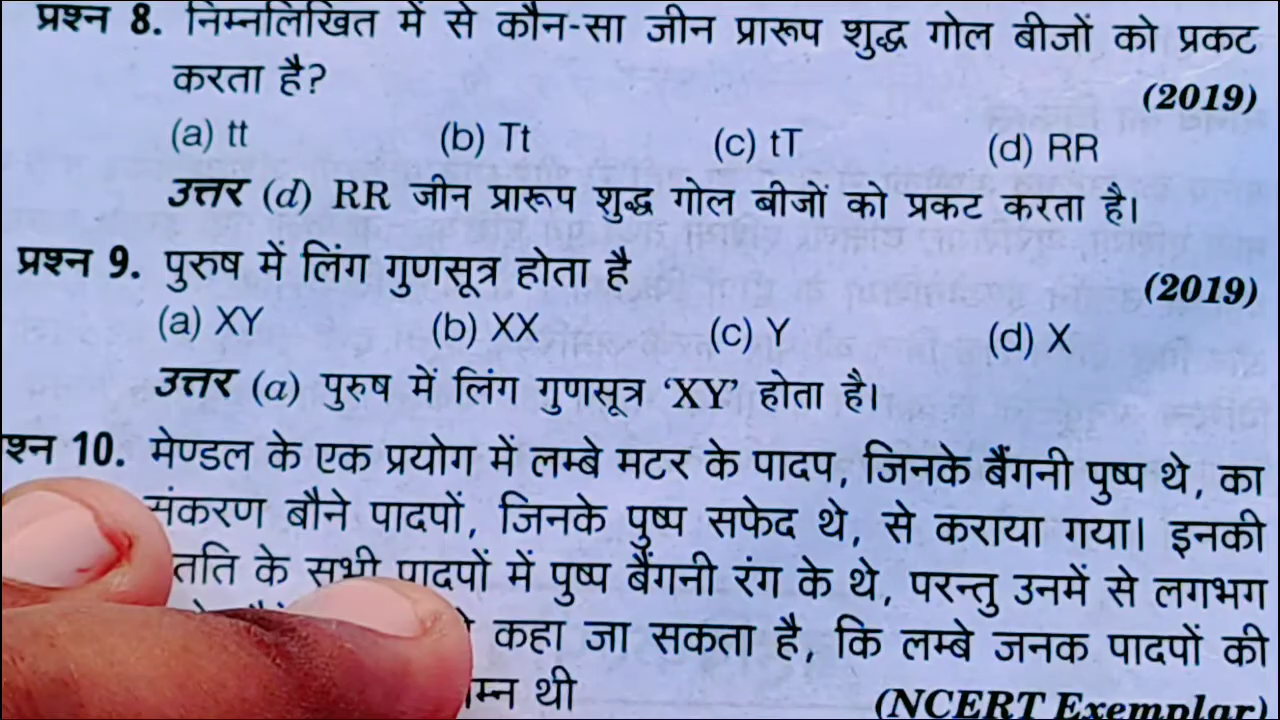 प्रश्न 8. निम्नलिखित में से कौन-सा जीन प्रारूप शुद्ध गोल बीजों को प्रकट
करता है? (2019)
(a) tt (b) Tt (c) tT (d) RR
उत्तर (d) RR जीन प्रारूप शुद्ध गोल बीजों को प्रकट करता है।
प्रश्न 9. पुरुष में लिंग गुणसूत्र होता है (2019)
(a) XY (b) XX (c) Y (d) X
उत्तर (a) पुरुष में लिंग गुणसूत्र ‘XY’ होता है।
श्न 10. मेण्डल के एक प्रयोग में लम्बे मटर के पादप, जिनके बैंगनी पुष्प थे, का
संकरण बौने पादपों, जिनके पुष्प सफेद थे, से कराया गया। इनकी
तति के सभी पादपों में पुष्प बैंगनी रंग के थे, परन्तु उनमें से लगभग
कहा जा सकता है, कि लम्बे जनक पादपों की
म्न थी (NCERT Exemplar)